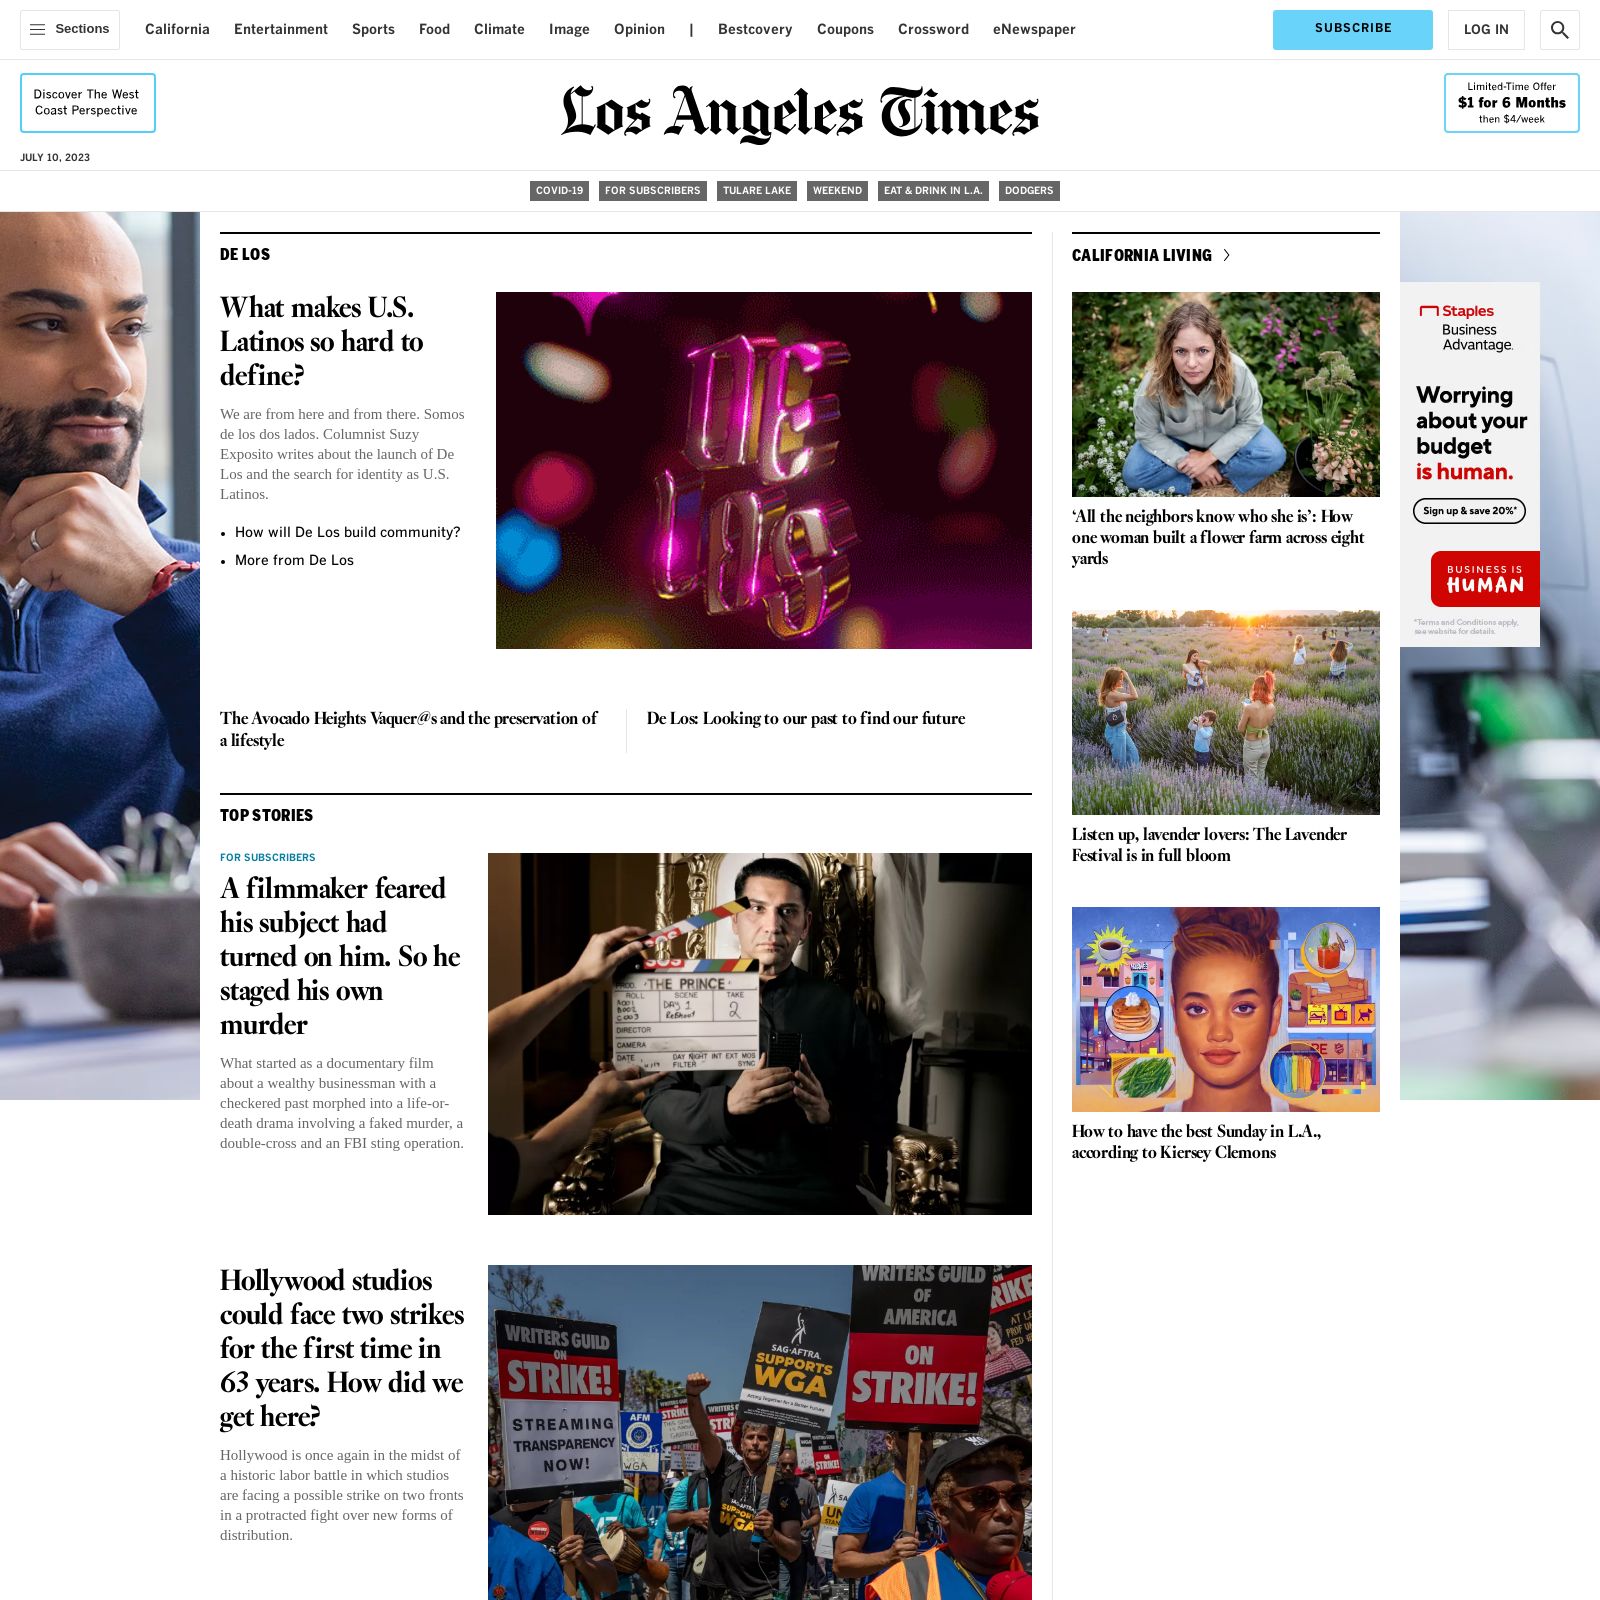 Sections
California
Entertainment
Sports
Food
Climate
Image
Opinion
|
Bestcovery
Coupons
Crossword
eNewspaper
SUBSCRIBE
LOG IN
Discover The West
Coast Perspective
Los Angeles Times
Limited-Time Offer
$1 for 6 Months
then $4/week
JULY 10, 2023
COVID-19
FOR SUBSCRIBERS
TULARE LAKE
WEEKEND
EAT & DRINK IN L.A.
DODGERS
DE LOS
What makes U.S.
Latinos so hard to
define?
We are from here and from there. Somos
de los dos lados. Columnist Suzy
Exposito writes about the launch of De
Los and the search for identity as U.S.
Latinos.
• How will De Los build community?
• More from De Los
DE
LOS
The Avocado Heights Vaquer@s and the preservation of
a lifestyle
De Los: Looking to our past to find our future
TOP STORIES
FOR SUBSCRIBERS
A filmmaker feared
his subject had
turned on him. So he
staged his own
murder
What started as a documentary film
about a wealthy businessman with a
checkered past morphed into a life-or-
death drama involving a faked murder, a
double-cross and an FBI sting operation.
PROD. 'THE PRINCE'
ROLL SCENE TAKE
A001
B002
C003
DAY 1
Reshoot
2
DIRECTOR
CAMERA
DATE
DAY NIGHT INT EXT MOS
FILTER SYNC
Hollywood studios
could face two strikes
for the first time in
63 years. How did we
get here?
Hollywood is once again in the midst of
a historic labor battle in which studios
are facing a possible strike on two fronts
in a protracted fight over new forms of
distribution.
WRITERS GUILD
ON
STRIKE!
STREAMING
TRANSPARENCY
NOW!
AFM
WGA
SAG-AFTRA
SUPPORTS
WGA
Acting Together for a Better Future
WRITERS GUILD
OF
AMERICA
ON
STRIKE!
CALIFORNIA LIVING
‘All the neighbors know who she is’: How
one woman built a flower farm across eight
yards
Listen up, lavender lovers: The Lavender
Festival is in full bloom
How to have the best Sunday in L.A.,
according to Kiersey Clemons
Staples
Business
Advantage.
Worrying
about your
budget
is human.
Sign up & save 20%*
BUSINESS IS
HUMAN
*Terms and Conditions apply,
see website for details.